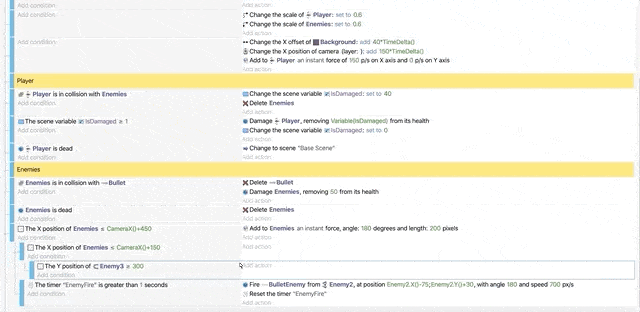 Add condition
Add action
Change the scale of Player: set to 0.6
Change the scale of Enemies: set to 0.6
Add condition
Add action
Add condition
Change the X offset of Background: add 40*TimeDelta()
Change the X position of camera (layer: ): add 150*TimeDelta()
Add to Player an instant force of 150 p/s on X axis and 0 p/s on Y axis
Add action
Player
Player is in collision with Enemies
Add condition
Change the scene variable IsDamaged: set to 40
Delete Enemies
Add action
The scene variable IsDamaged ≥ 1
Add condition
Damage Player, removing Variable(IsDamaged) from its health
Change the scene variable IsDamaged: set to 0
Add action
Player is dead
Add condition
Change to scene "Base Scene"
Add action
Enemies
Enemies is in collision with Bullet
Add condition
Delete Bullet
Damage Enemies, removing 50 from its health
Add action
Enemies is dead
Add condition
Delete Enemies
Add action
The X position of Enemies ≤ CameraX()+450
Add condition
Add to Enemies an instant force, angle: 180 degrees and length: 200 pixels
Add action
The X position of Enemies ≤ CameraX()+150
Add condition
Add action
The Y position of Enemy3 ≥ 300
Add condition
Add action
The timer "EnemyFire" is greater than 1 seconds
Add condition
Fire BulletEnemy from Enemy2, at position Enemy2.X()-75;Enemy2.Y()+30, with angle 180 and speed 700 px/s
Reset the timer "EnemyFire"
Add action